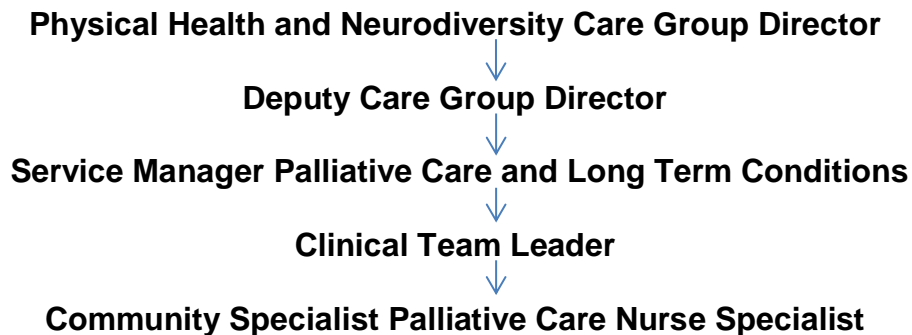 Physical Health and Neurodiversity Care Group Director
Deputy Care Group Director
Service Manager Palliative Care and Long Term Conditions
Clinical Team Leader
Community Specialist Palliative Care Nurse Specialist